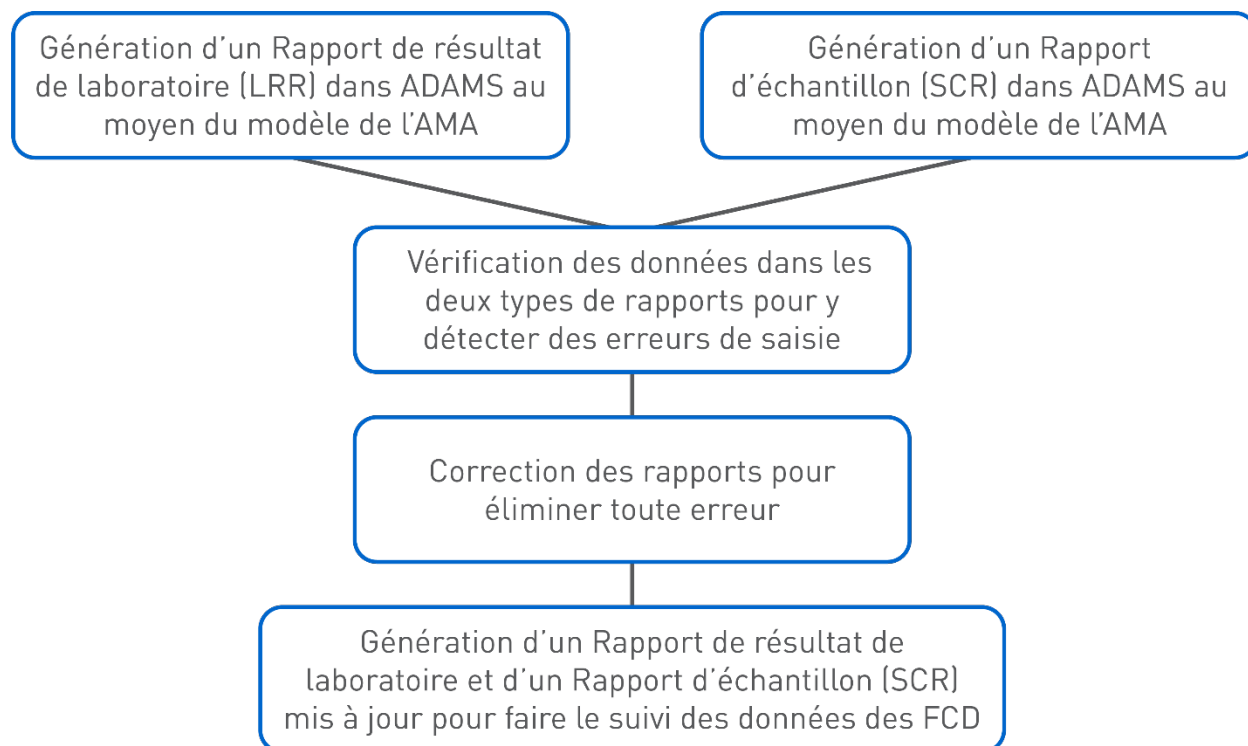 Génération d’un Rapport de résultat
de laboratoire (LRR) dans ADAMS au
moyen du modèle de l’AMA
Génération d’un Rapport
d’échantillon (SCR) dans ADAMS au
moyen du modèle de l’AMA
Vérification des données dans les
deux types de rapports pour y
détecter des erreurs de saisie
Correction des rapports pour
éliminer toute erreur
Génération d’un Rapport de résultat de
laboratoire et d’un Rapport d’échantillon (SCR)
mis à jour pour faire le suivi des données des FCD